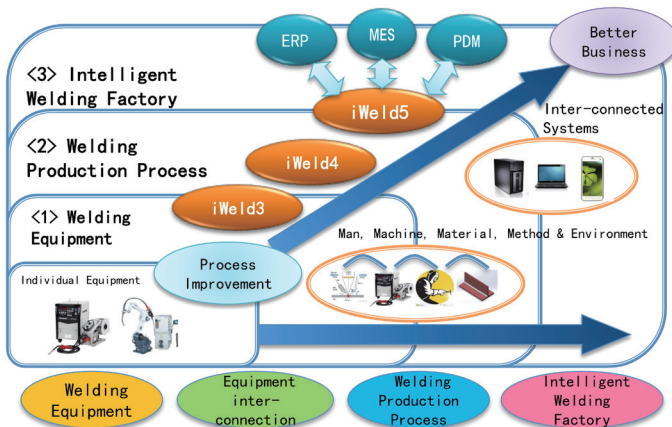 ERP
MES
PDM
Better
Business
<3> Intelligent
Welding Factory
iWeld5
Inter-connected
Systems
<2> Welding
Production Process
iWeld4
iWeld3
<1> Welding
Equipment
Man, Machine, Material, Method & Environment
Process
Improvement
Individual Equipment
Welding
Equipment
Equipment
inter-
connection
Welding
Production
Process
Intelligent
Welding
Factory